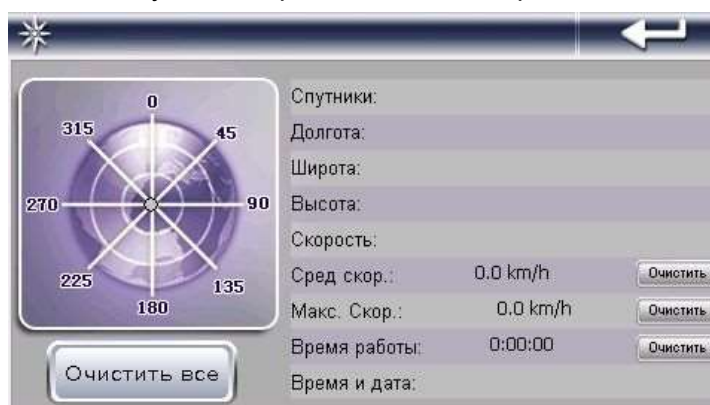 0
315
45
270
90
225
135
180
Очистить все
Спутники:
Долгота:
Широта:
Высота:
Скорость:
Сред скор.: 0.0 km/h Очистить
Макс. Скор.: 0.0 km/h Очистить
Время работы: 0:00:00 Очистить
Время и дата: